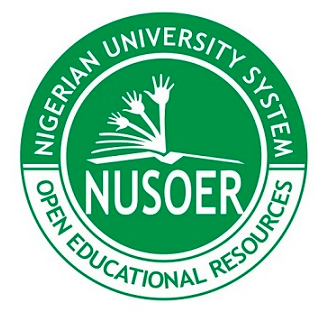 NIGERIAN UNIVERSITY SYSTEM
NUSOER
OPEN EDUCATIONAL RESOURCES